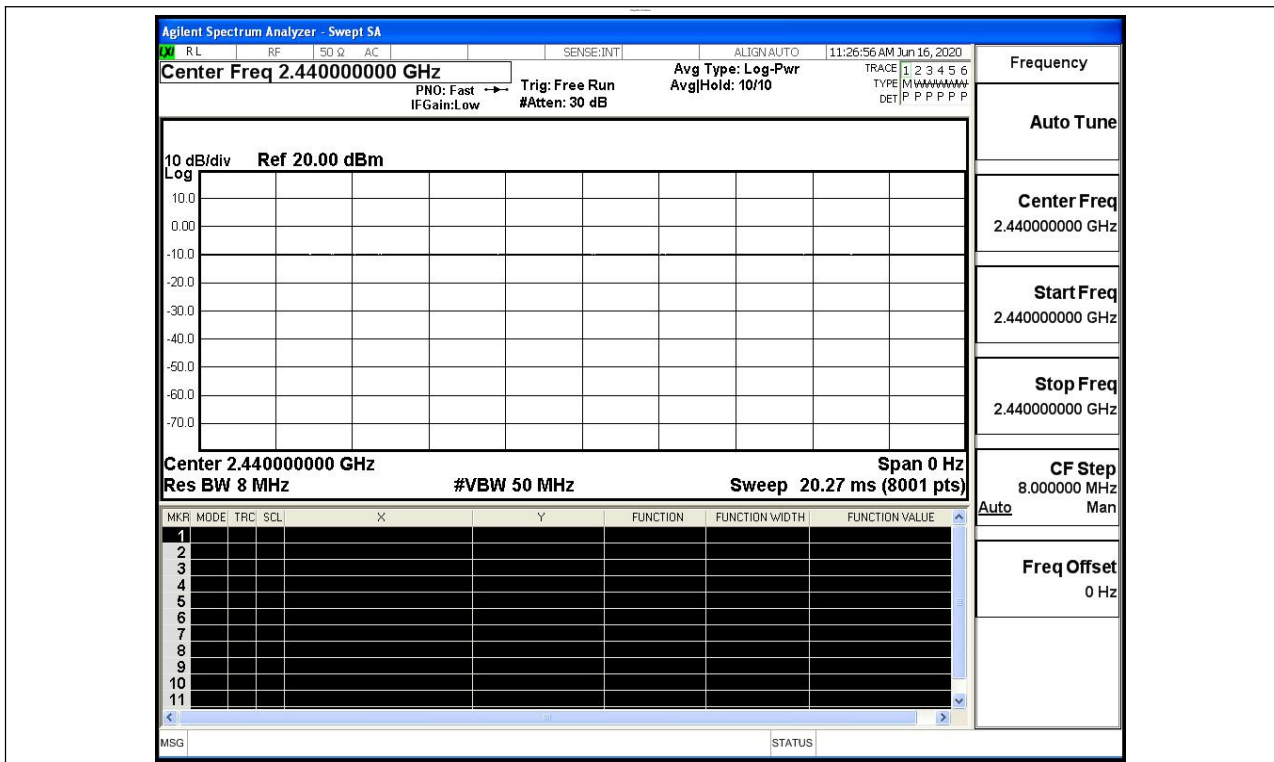 Agilent Spectrum Analyzer - Swept SA
LXI RL RF 50 Ω AC SENSE:INT ALIGNAUTO 11:26:56 AM Jun 16, 2020
Center Freq 2.440000000 GHz
PNO: Fast
IFGain:Low
Trig: Free Run
#Atten: 30 dB
Avg Type: Log-Pwr
Avg|Hold: 10/10
TRACE 1 2 3 4 5 6
TYPE M WWWWW
DET P P P P P P
10 dB/div Ref 20.00 dBm
Log
10.0
0.00
-10.0
-20.0
-30.0
-40.0
-50.0
-60.0
-70.0
Center 2.440000000 GHz Span 0 Hz
Res BW 8 MHz #VBW 50 MHz Sweep 20.27 ms (8001 pts)
MKR MODE TRC SCL X Y FUNCTION FUNCTION WIDTH FUNCTION VALUE
1
2
3
4
5
6
7
8
9
10
11
MSG STATUS
Frequency
Auto Tune
Center Freq
2.440000000 GHz
Start Freq
2.440000000 GHz
Stop Freq
2.440000000 GHz
CF Step
8.000000 MHz
Auto Man
Freq Offset
0 Hz